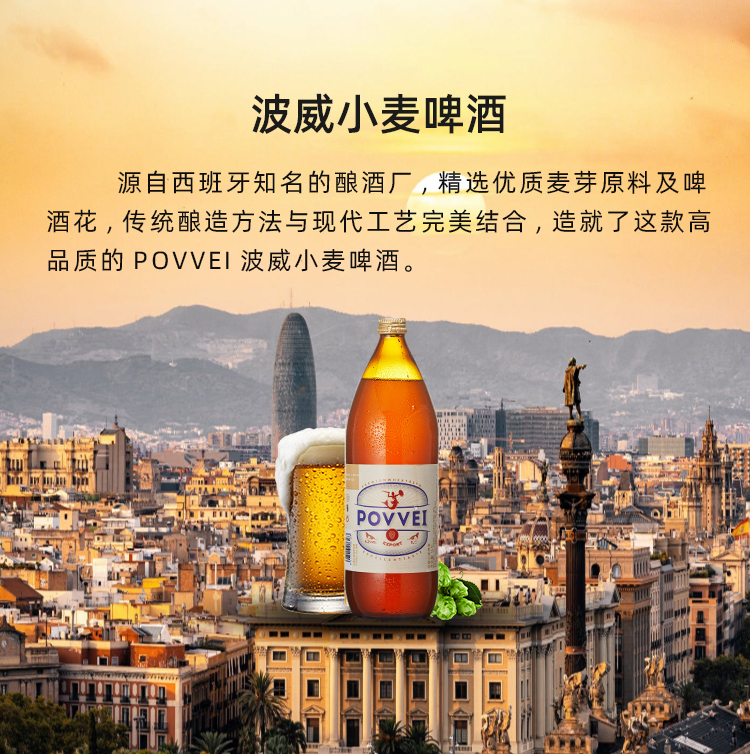 波威小麦啤酒
源自西班牙知名的酿酒厂,精选优质麦芽原料及啤
酒花,传统酿造方法与现代工艺完美结合,造就了这款高
品质的 POVVEI 波威小麦啤酒。
POVVEI
EXPORT